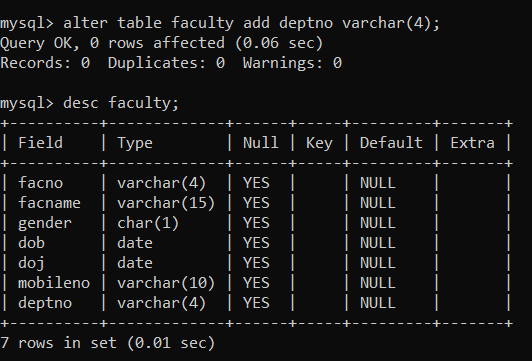 mysql> alter table faculty add deptno varchar(4);
Query OK, 0 rows affected (0.06 sec)
Records: 0  Duplicates: 0  Warnings: 0

mysql> desc faculty;
+----------+-------------+------+-----+---------+-------+
| Field    | Type        | Null | Key | Default | Extra |
+----------+-------------+------+-----+---------+-------+
| facno    | varchar(4)  | YES  |     | NULL    |       |
| facname  | varchar(15) | YES  |     | NULL    |       |
| gender   | char(1)     | YES  |     | NULL    |       |
| dob      | date        | YES  |     | NULL    |       |
| doj      | date        | YES  |     | NULL    |       |
| mobileno | varchar(10) | YES  |     | NULL    |       |
| deptno   | varchar(4)  | YES  |     | NULL    |       |
+----------+-------------+------+-----+---------+-------+
7 rows in set (0.01 sec)